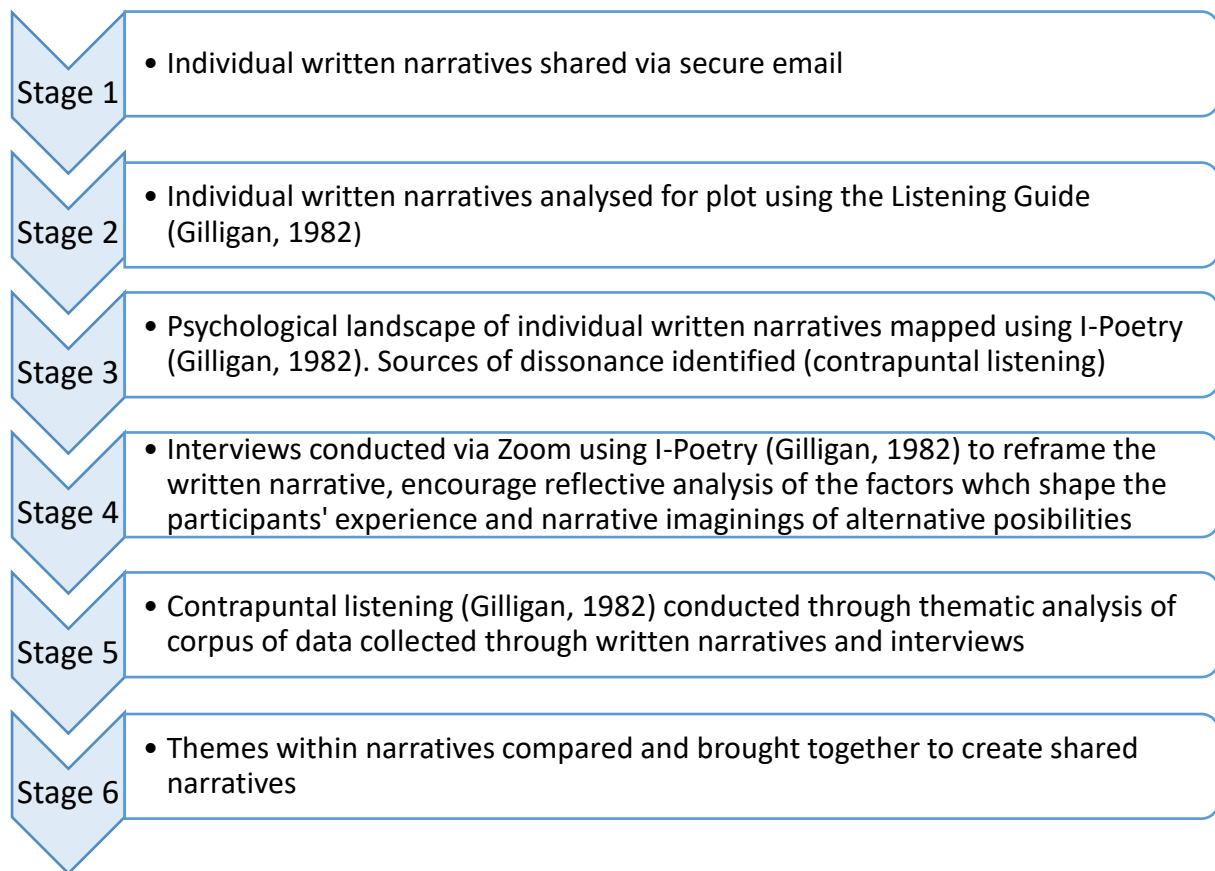 Stage 1
• Individual written narratives shared via secure email
Stage 2
• Individual written narratives analysed for plot using the Listening Guide
(Gilligan, 1982)
Stage 3
• Psychological landscape of individual written narratives mapped using I-Poetry
(Gilligan, 1982). Sources of dissonance identified (contrapuntal listening)
Stage 4
• Interviews conducted via Zoom using I-Poetry (Gilligan, 1982) to reframe the
written narrative, encourage reflective analysis of the factors whch shape the
participants' experience and narrative imaginings of alternative posibilities
Stage 5
• Contrapuntal listening (Gilligan, 1982) conducted through thematic analysis of
corpus of data collected through written narratives and interviews
Stage 6
• Themes within narratives compared and brought together to create shared
narratives